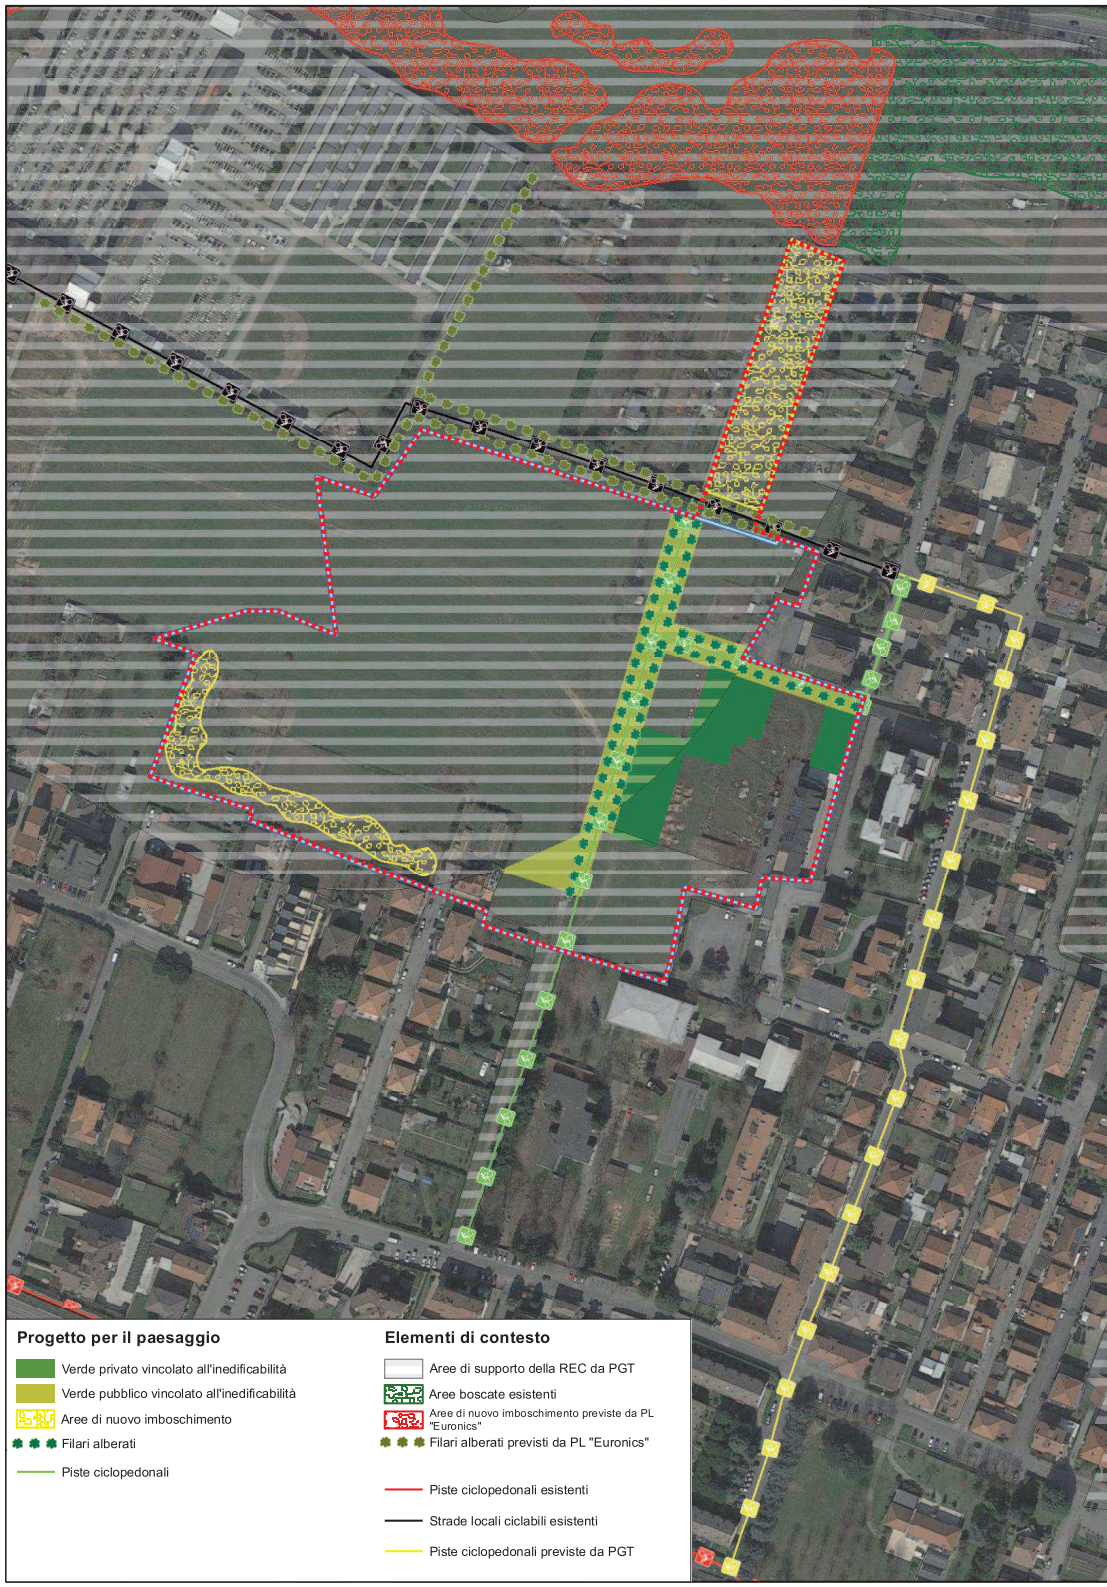 Progetto per il paesaggio
Verde privato vincolato all'inedificabilità
Verde pubblico vincolato all'inedificabilità
Aree di nuovo imboschimento
Filari alberati
Piste ciclopedonali
Elementi di contesto
Aree di supporto della REC da PGT
Aree boscate esistenti
Aree di nuovo imboschimento previste da PL
"Euronics"
Filari alberati previsti da PL "Euronics"
Piste ciclopedonali esistenti
Strade locali ciclabili esistenti
Piste ciclopedonali previste da PGT